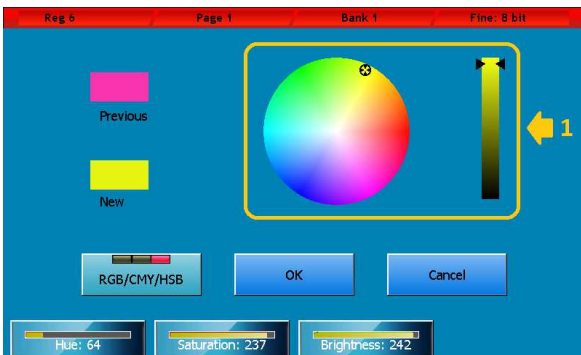 Reg 6 Page 1 Bank 1 Fine: 8 bit
Previous
1
New
RGB/CMY/HSB OK Cancel
Hue: 64 Saturation: 237 Brightness: 242